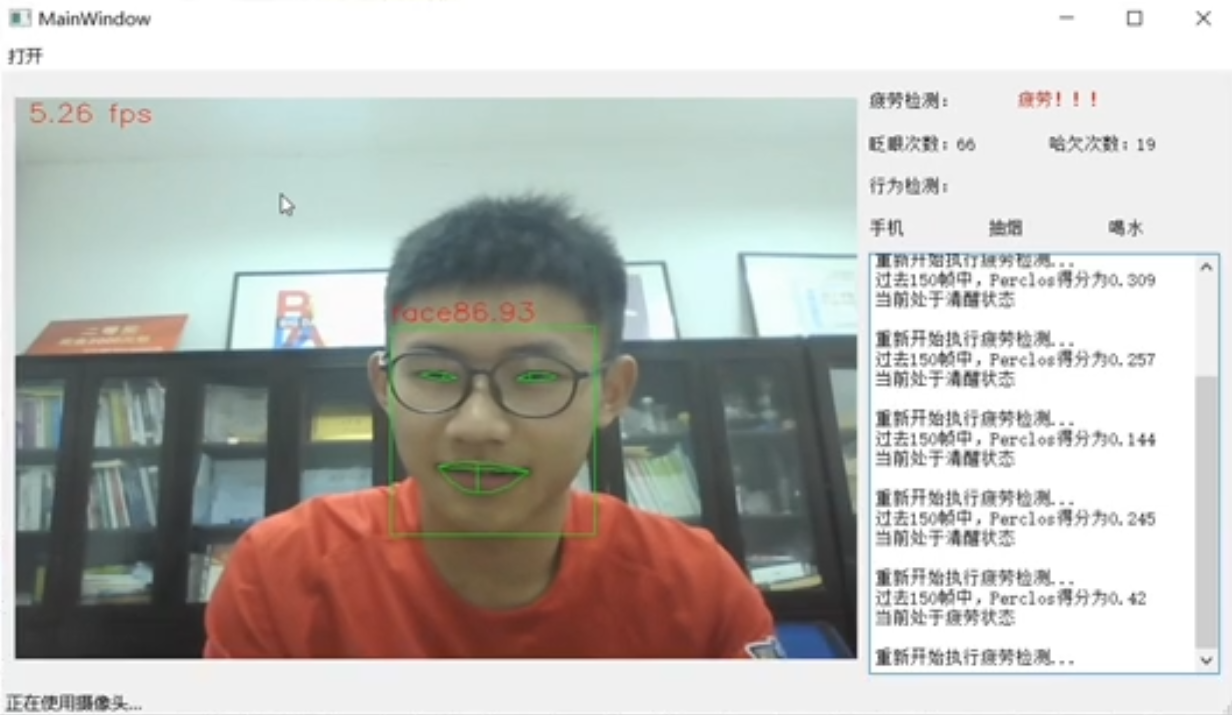 MainWindow
打开
5.26 fps
疲劳检测： 疲劳！！！
眨眼次数：66 哈欠次数：19
行为检测：
手机 抽烟 喝水
face86.93
重新开始执行疲劳检测...
过去150帧中，Perclos得分为0.309
当前处于清醒状态
重新开始执行疲劳检测...
过去150帧中，Perclos得分为0.257
当前处于清醒状态
重新开始执行疲劳检测...
过去150帧中，Perclos得分为0.144
当前处于清醒状态
重新开始执行疲劳检测...
过去150帧中，Perclos得分为0.245
当前处于清醒状态
重新开始执行疲劳检测...
过去150帧中，Perclos得分为0.42
当前处于疲劳状态
重新开始执行疲劳检测...
正在使用摄像头...